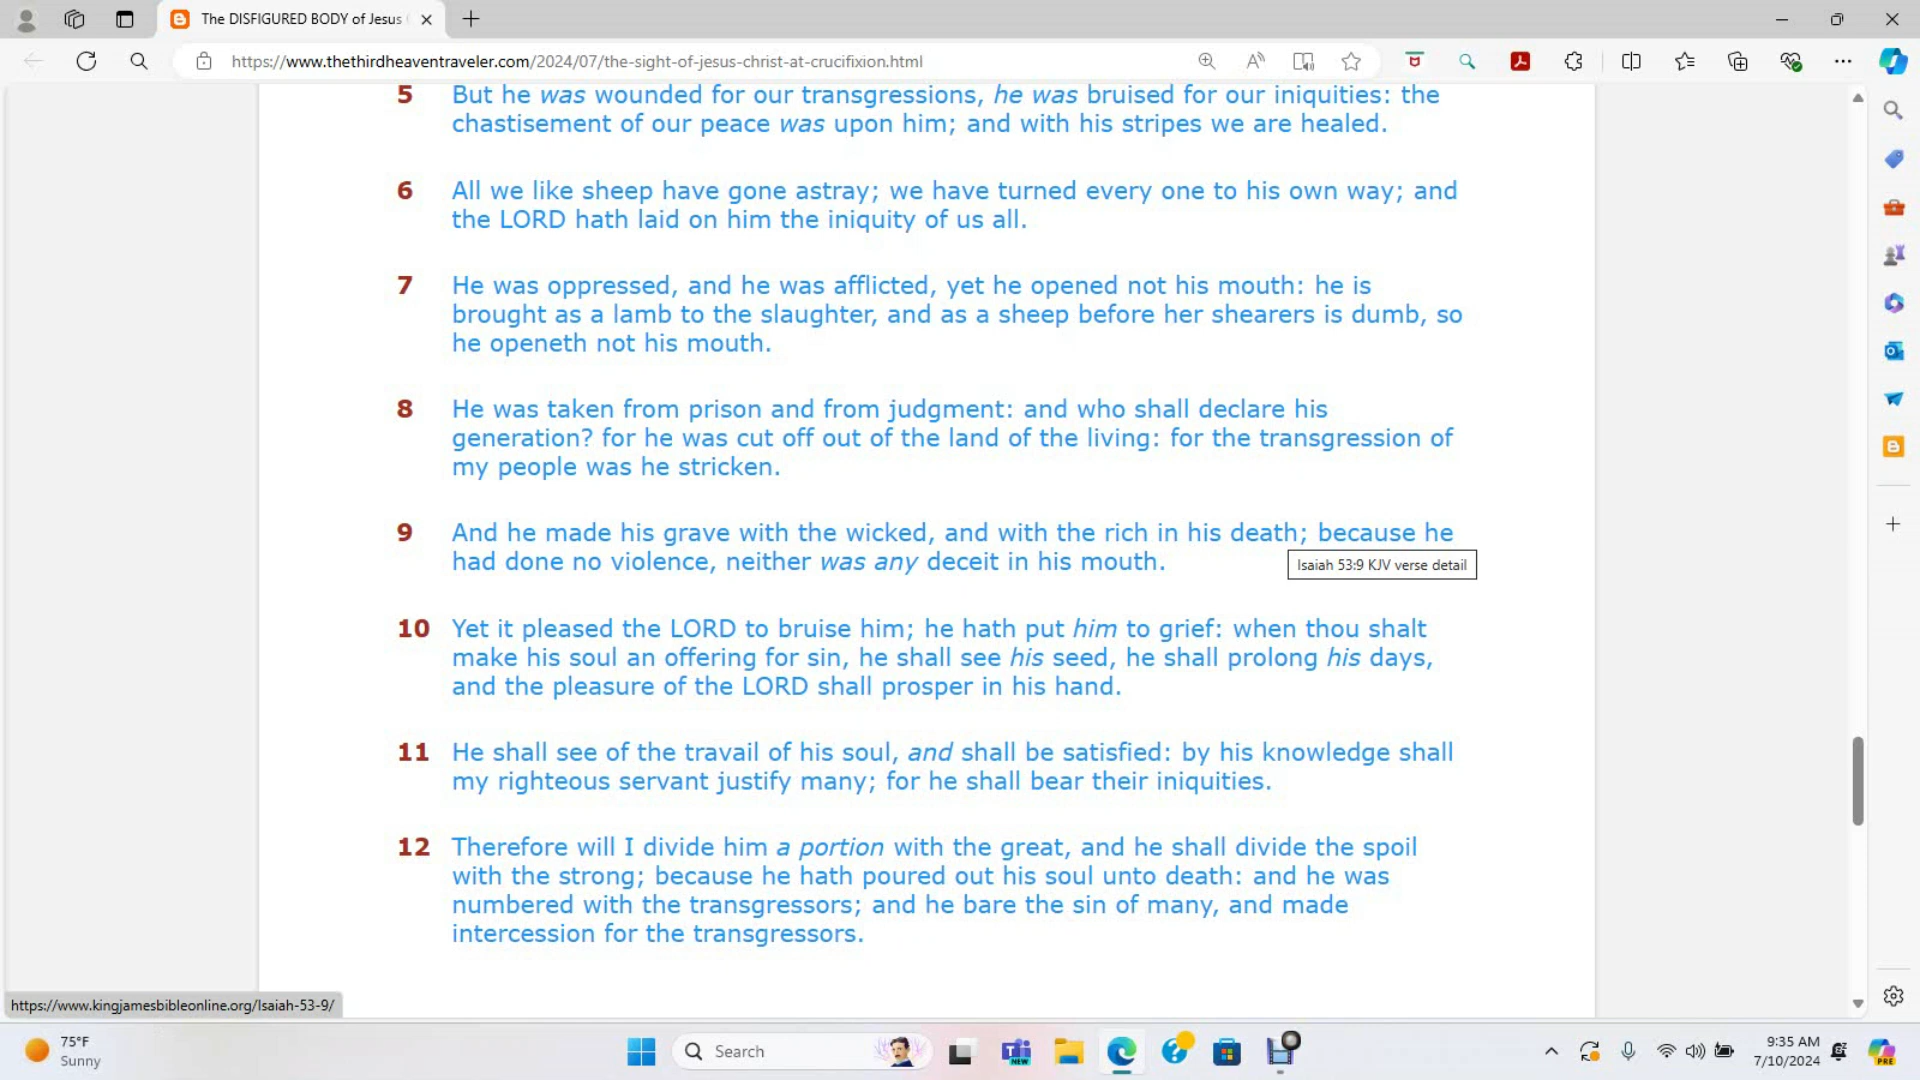 The DISFIGURED BODY of Jesus
https://www.thethirdheaventraveler.com/2024/07/the-sight-of-jesus-christ-at-crucifixion.html
5 But he was wounded for our transgressions, he was bruised for our iniquities: the
chastisement of our peace was upon him; and with his stripes we are healed.
6 All we like sheep have gone astray; we have turned every one to his own way; and
the LORD hath laid on him the iniquity of us all.
7 He was oppressed, and he was afflicted, yet he opened not his mouth: he is
brought as a lamb to the slaughter, and as a sheep before her shearers is dumb, so
he openeth not his mouth.
8 He was taken from prison and from judgment: and who shall declare his
generation? for he was cut off out of the land of the living: for the transgression of
my people was he stricken.
9 And he made his grave with the wicked, and with the rich in his death; because he
had done no violence, neither was any deceit in his mouth.
Isaiah 53:9 KJV verse detail
10 Yet it pleased the LORD to bruise him; he hath put him to grief: when thou shalt
make his soul an offering for sin, he shall see his seed, he shall prolong his days,
and the pleasure of the LORD shall prosper in his hand.
11 He shall see of the travail of his soul, and shall be satisfied: by his knowledge shall
my righteous servant justify many; for he shall bear their iniquities.
12 Therefore will I divide him a portion with the great, and he shall divide the spoil
with the strong; because he hath poured out his soul unto death: and he was
numbered with the transgressors; and he bare the sin of many, and made
intercession for the transgressors.
https://www.kingjamesbibleonline.org/Isaiah-53-9/
75°F
Sunny
Search
NEW
9:35 AM
7/10/2024
PRE